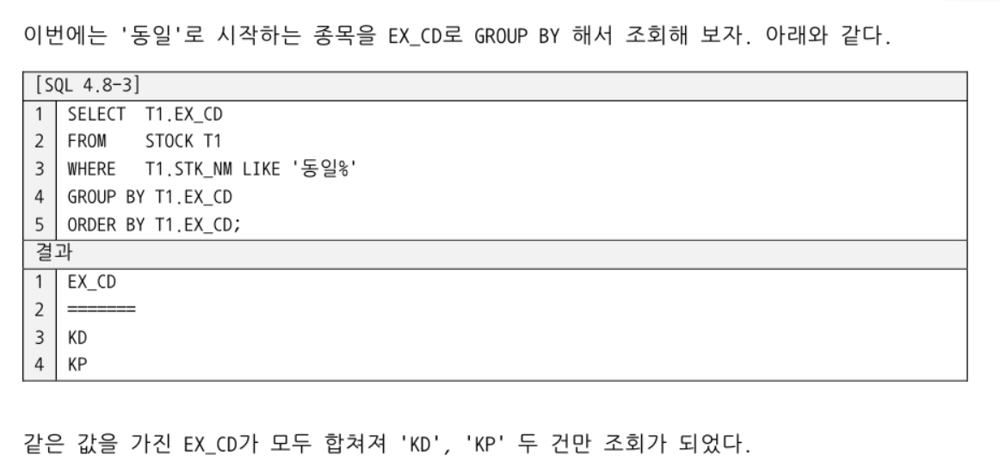 이번에는 '동일'로 시작하는 종목을 EX_CD로 GROUP BY 해서 조회해 보자. 아래와 같다.
[SQL 4.8-3]
1 SELECT T1.EX_CD
2 FROM STOCK T1
3 WHERE T1.STK_NM LIKE '동일%'
4 GROUP BY T1.EX_CD
5 ORDER BY T1.EX_CD;
결과
1 EX_CD
2 =======
3 KD
4 KP
같은 값을 가진 EX_CD가 모두 합쳐져 'KD', 'KP' 두 건만 조회가 되었다.